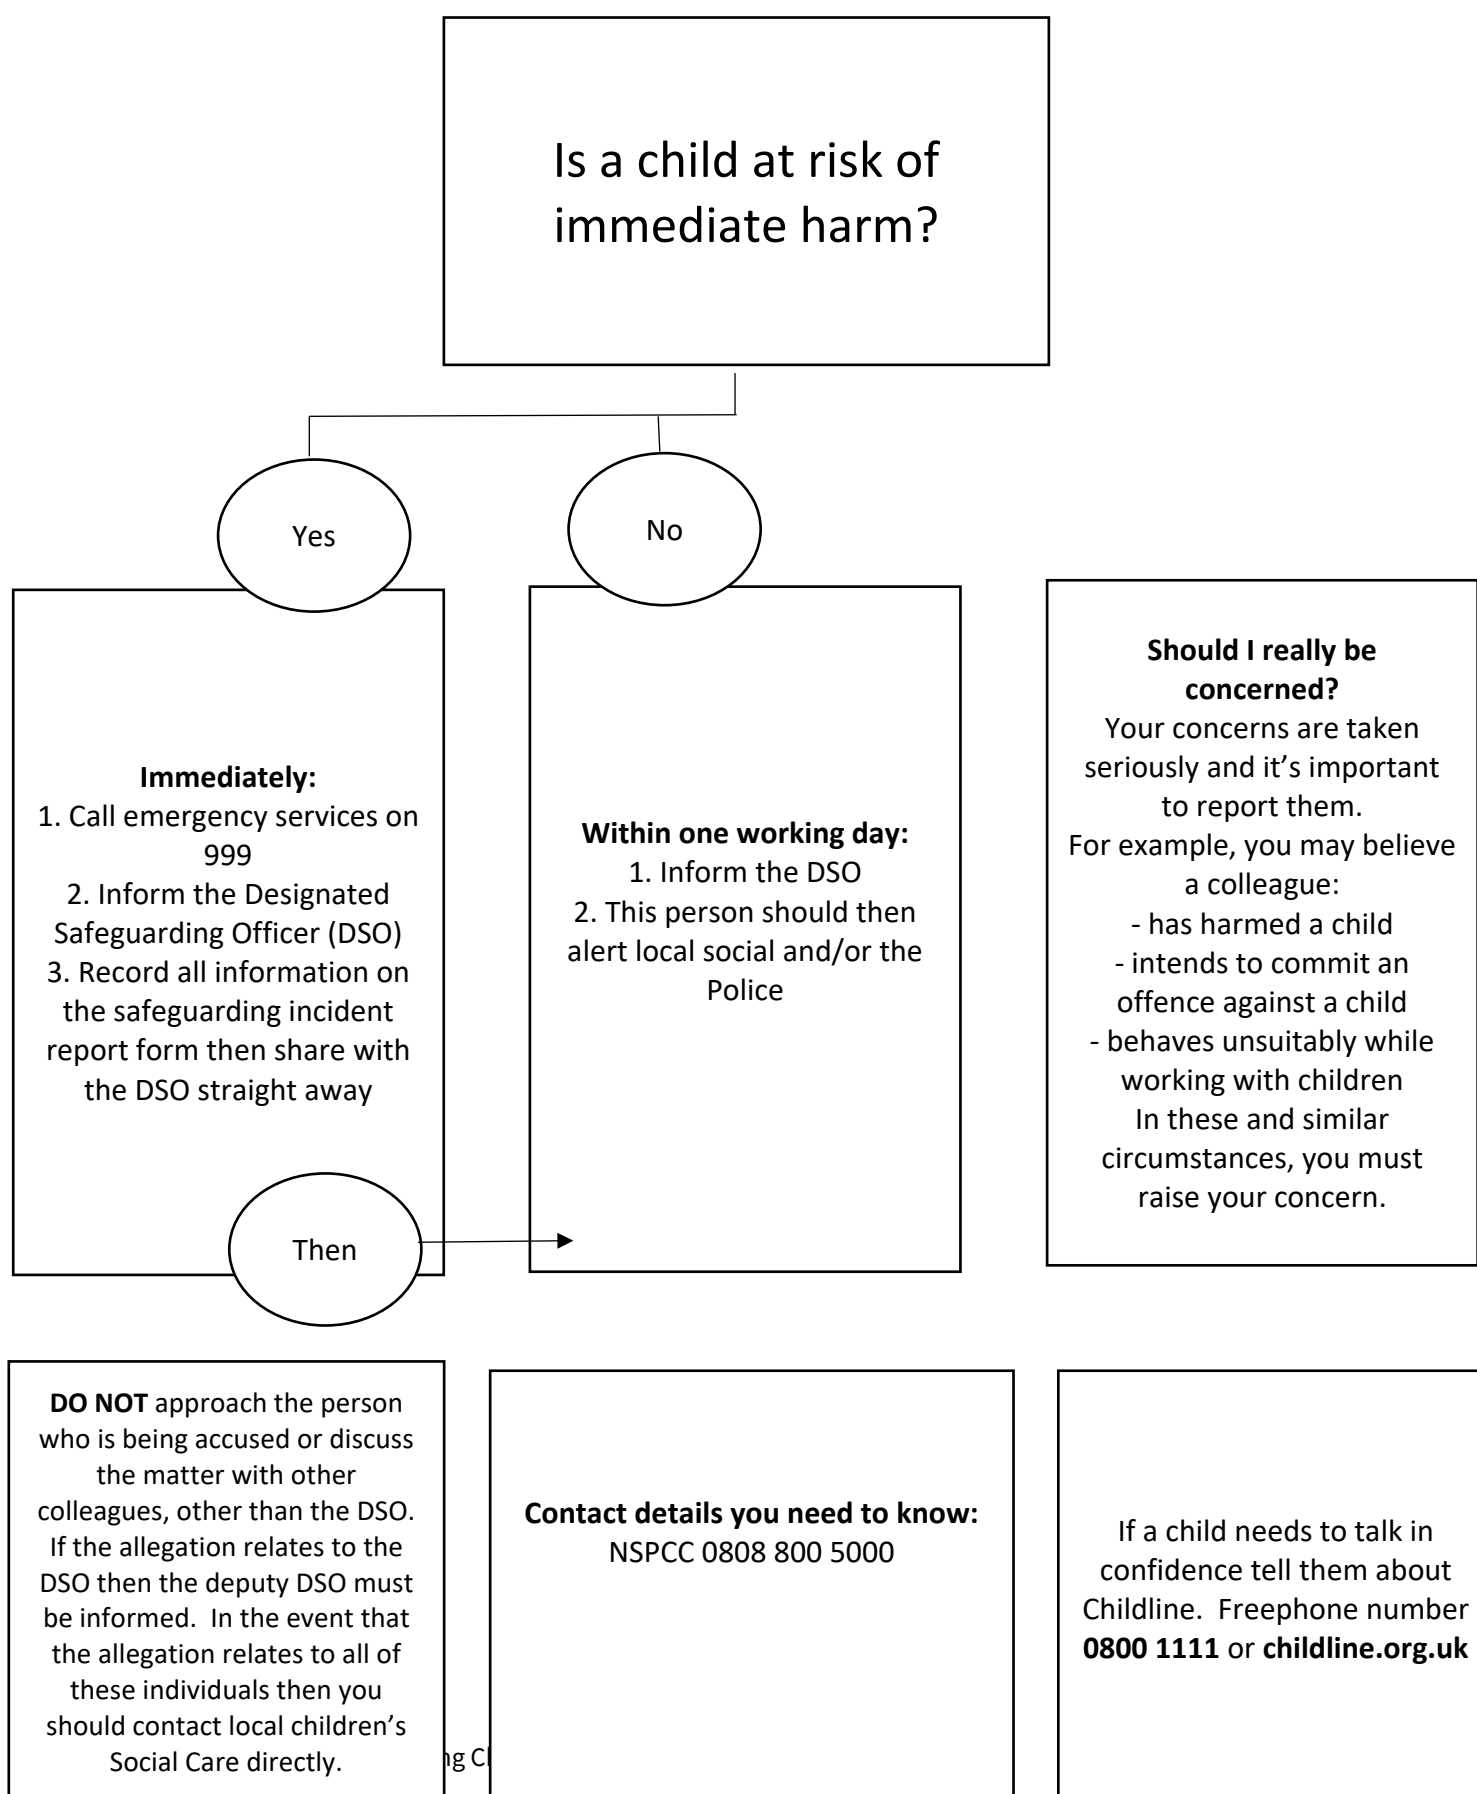 Is a child at risk of
immediate harm?
Yes
No
Immediately:
1. Call emergency services on
999
2. Inform the Designated
Safeguarding Officer (DSO)
3. Record all information on
the safeguarding incident
report form then share with
the DSO straight away
Then
Within one working day:
1. Inform the DSO
2. This person should then
alert local social and/or the
Police
Should I really be
concerned?
Your concerns are taken
seriously and it’s important
to report them.
For example, you may believe
a colleague:
- has harmed a child
- intends to commit an
offence against a child
- behaves unsuitably while
working with children
In these and similar
circumstances, you must
raise your concern.
DO NOT approach the person
who is being accused or discuss
the matter with other
colleagues, other than the DSO.
If the allegation relates to the
DSO then the deputy DSO must
be informed.  In the event that
the allegation relates to all of
these individuals then you
should contact local children’s
Social Care directly.
Contact details you need to know:
NSPCC 0808 800 5000
If a child needs to talk in
confidence tell them about
Childline.  Freephone number
0800 1111 or childline.org.uk